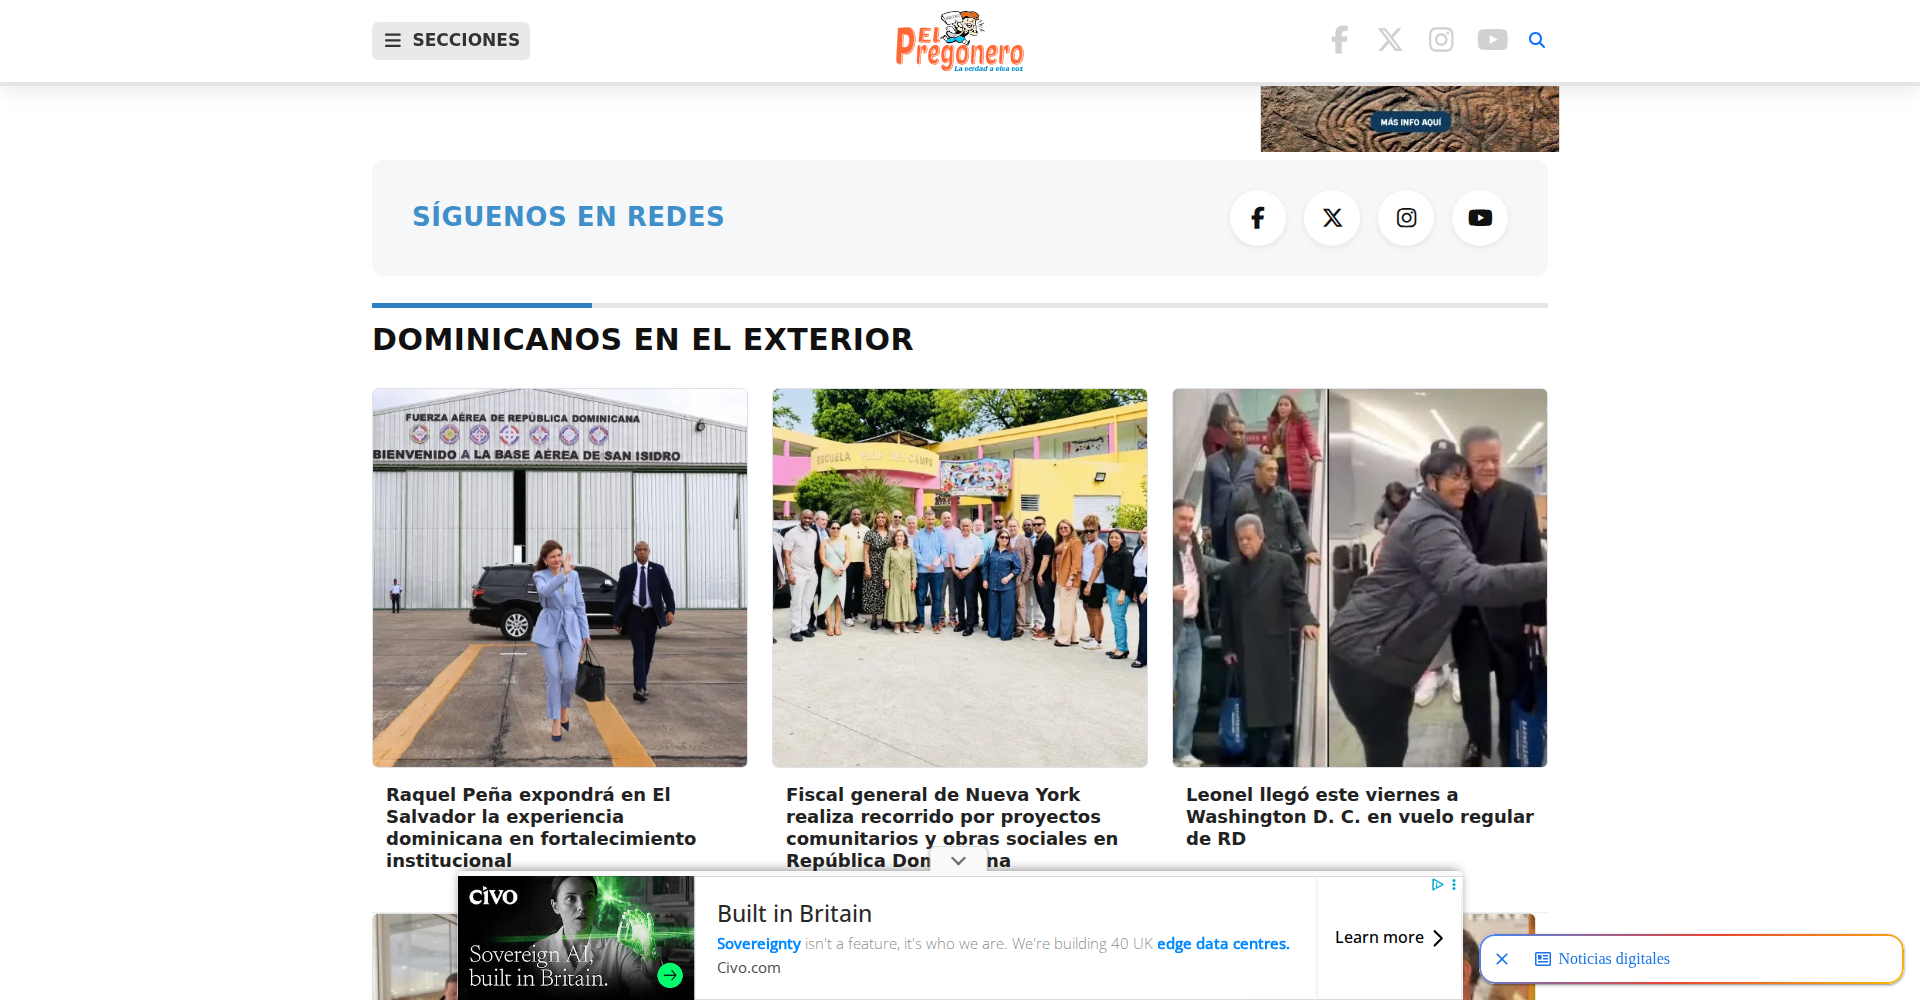 SECCIONES
El Pregonero
La verdad a viva voz
MÁS INFO AQUÍ
SÍGUENOS EN REDES
DOMINICANOS EN EL EXTERIOR
FUERZA AÉREA DE REPÚBLICA DOMINICANA
BIENVENIDO A LA BASE AÉREA DE SAN ISIDRO
ESCUELA FLOR DEL CAMPO
Raquel Peña expondrá en El
Salvador la experiencia
dominicana en fortalecimiento
institucional
Fiscal general de Nueva York
realiza recorrido por proyectos
comunitarios y obras sociales en
República Dom na
Leonel llegó este viernes a
Washington D. C. en vuelo regular
de RD
CIVO
Sovereign AI,
built in Britain.
Built in Britain
Sovereignty isn't a feature, it's who we are. We're building 40 UK edge data centres.
Civo.com
Learn more
Noticias digitales